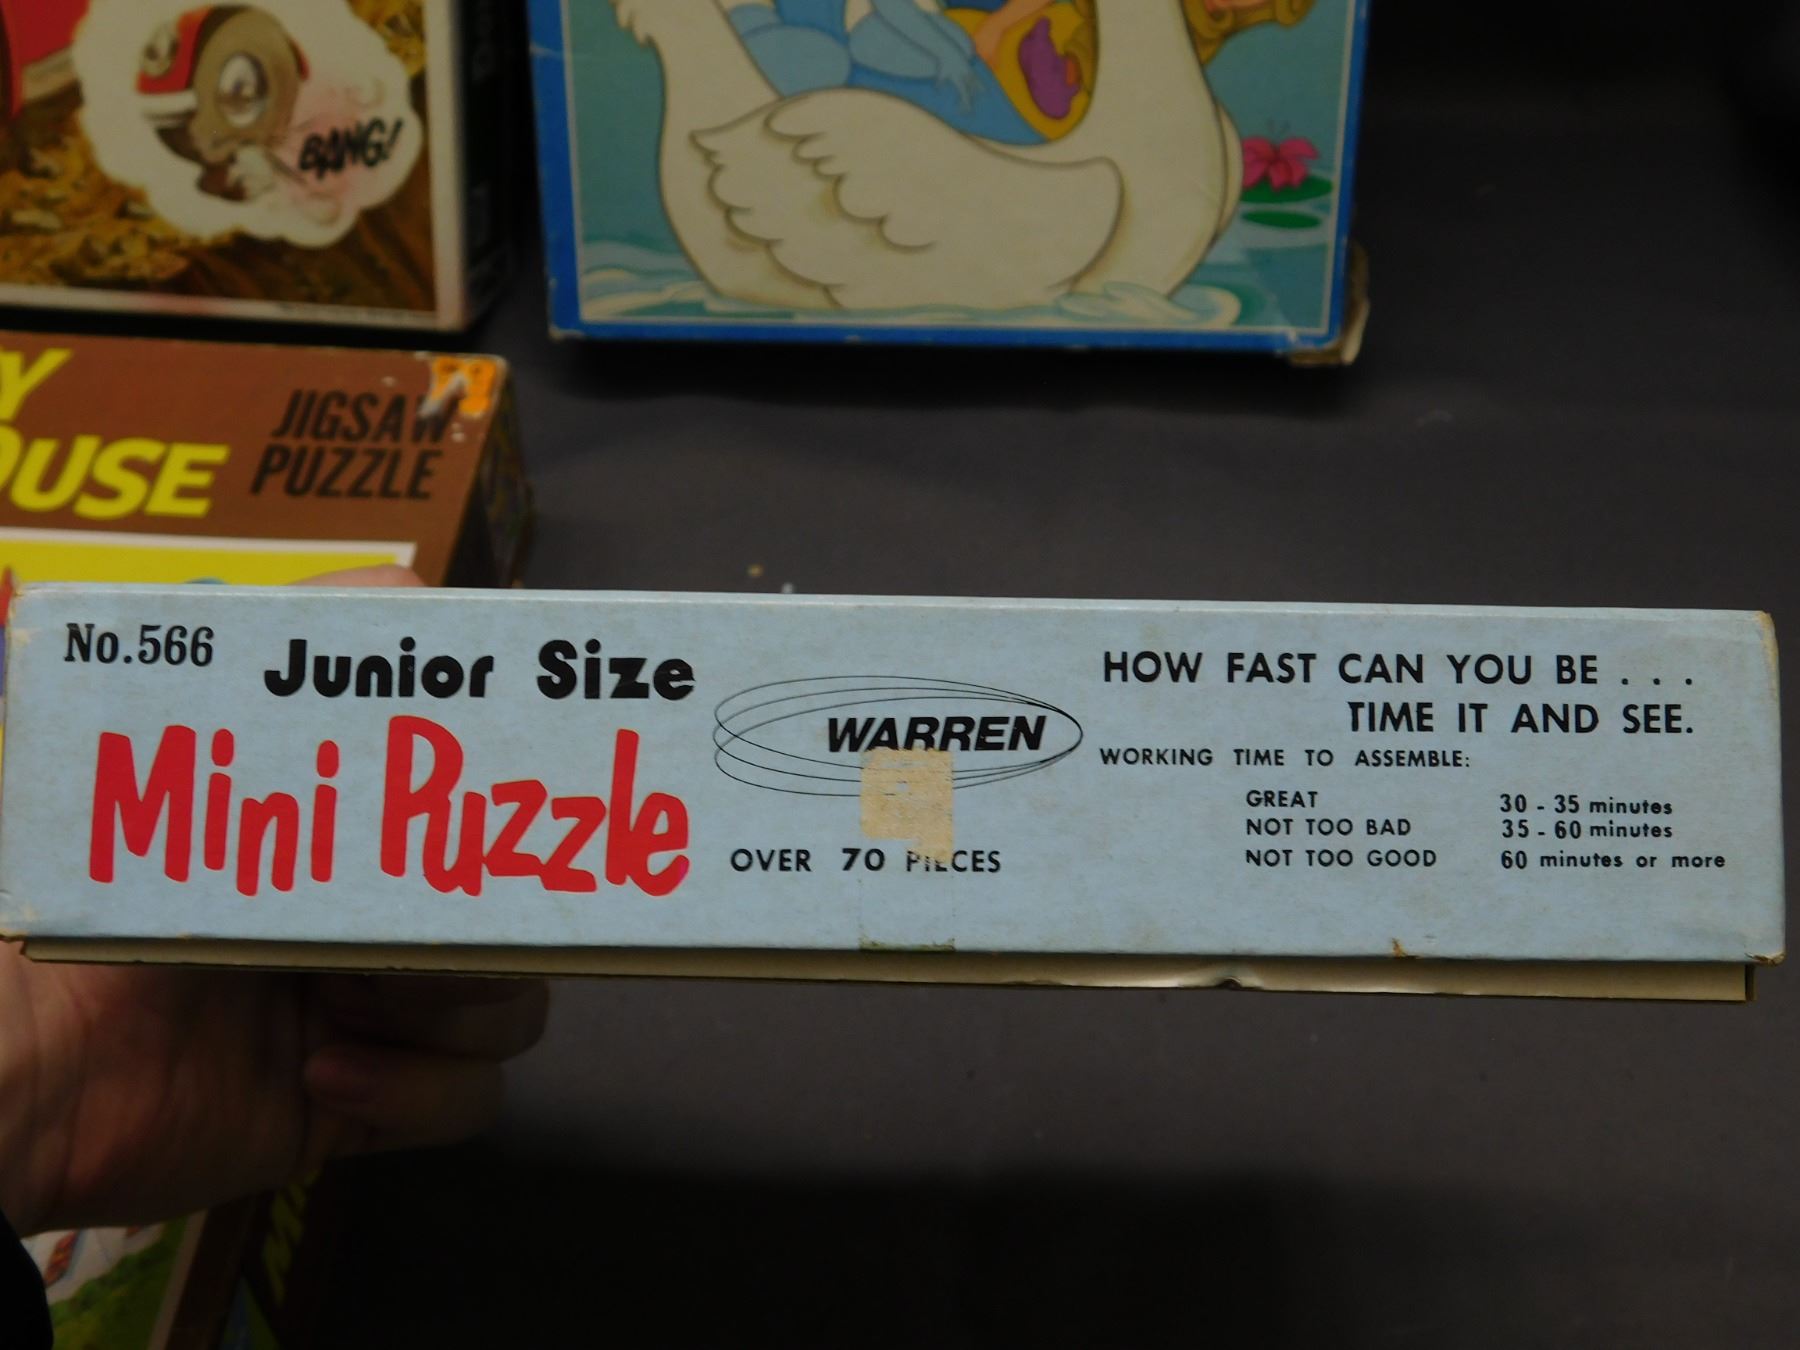 BANG!
JIGSAW
PUZZLE
OUSE
No.566
Junior Size
Mini Puzzle
WARREN
OVER 70 PIECES
HOW FAST CAN YOU BE . . .
TIME IT AND SEE.
WORKING TIME TO ASSEMBLE:
GREAT 30 - 35 minutes
NOT TOO BAD 35 - 60 minutes
NOT TOO GOOD 60 minutes or more